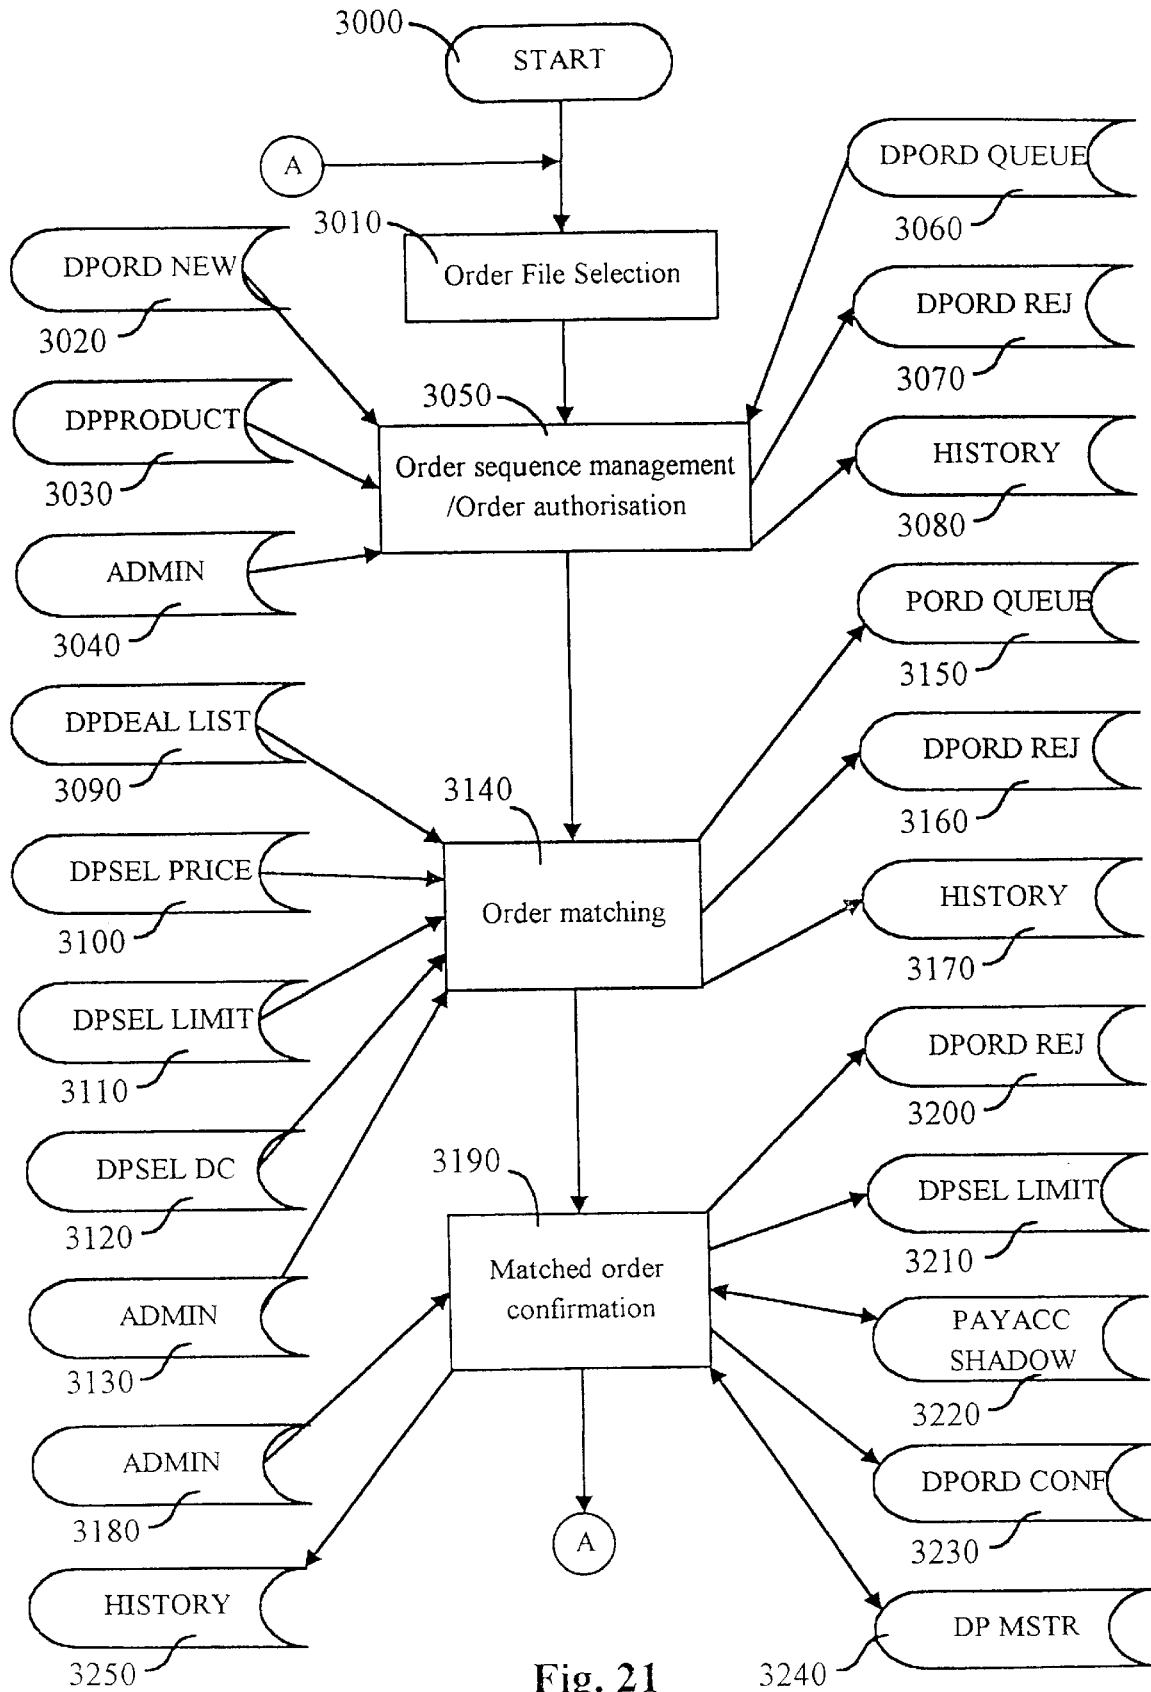 3000
START
A
DPORD QUEUE
3060
3010
Order File Selection
DPORD NEW
3020
DPORD REJ
3070
DPPRODUCT
3030
3050
Order sequence management
/Order authorisation
HISTORY
3080
ADMIN
3040
PORD QUEUE
3150
DPDEAL LIST
3090
DPORD REJ
3160
3140
Order matching
DPSEL PRICE
3100
HISTORY
3170
DPSEL LIMIT
3110
DPORD REJ
3200
DPSEL DC
3120
3190
Matched order
confirmation
DPSEL LIMIT
3210
ADMIN
3130
PAYACC
SHADOW
3220
ADMIN
3180
DPORD CONF
3230
A
HISTORY
3250
DP MSTR
3240
Fig. 21